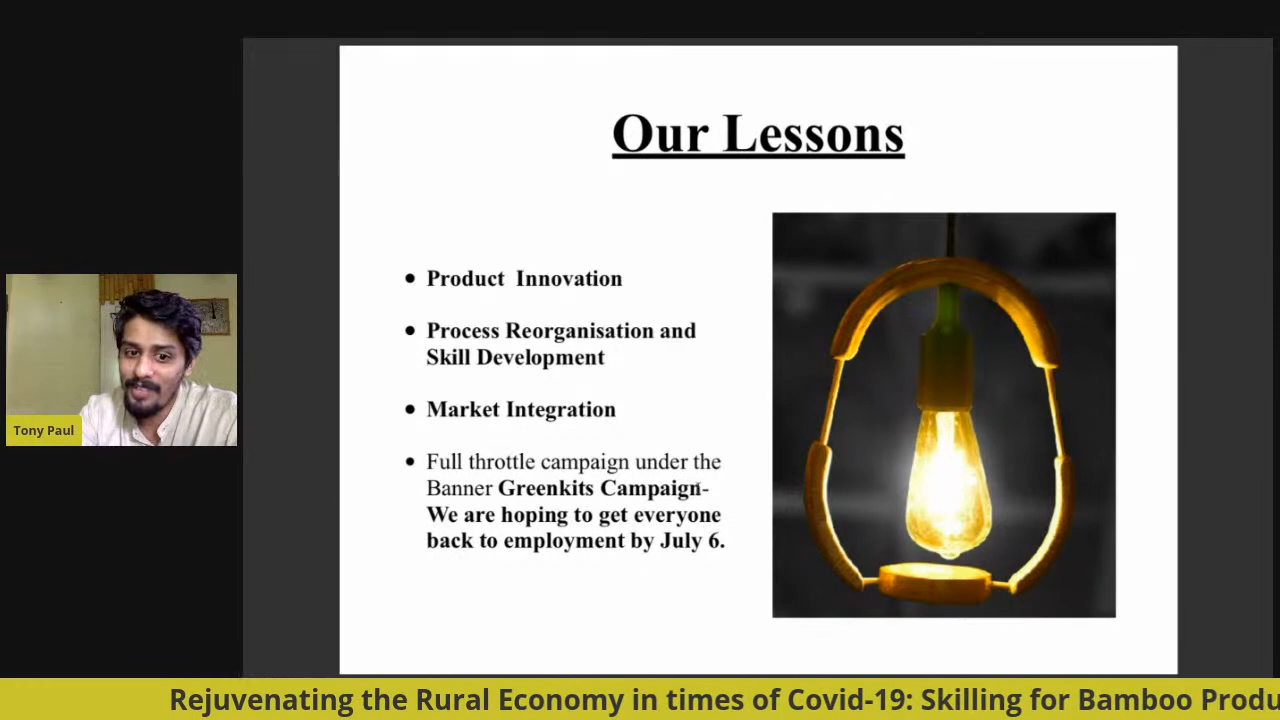 Our Lessons
• Product Innovation
• Process Reorganisation and
Skill Development
• Market Integration
• Full throttle campaign under the
Banner Greenkits Campaign-
We are hoping to get everyone
back to employment by July 6.
Tony Paul
Rejuvenating the Rural Economy in times of Covid-19: Skilling for Bamboo Produ